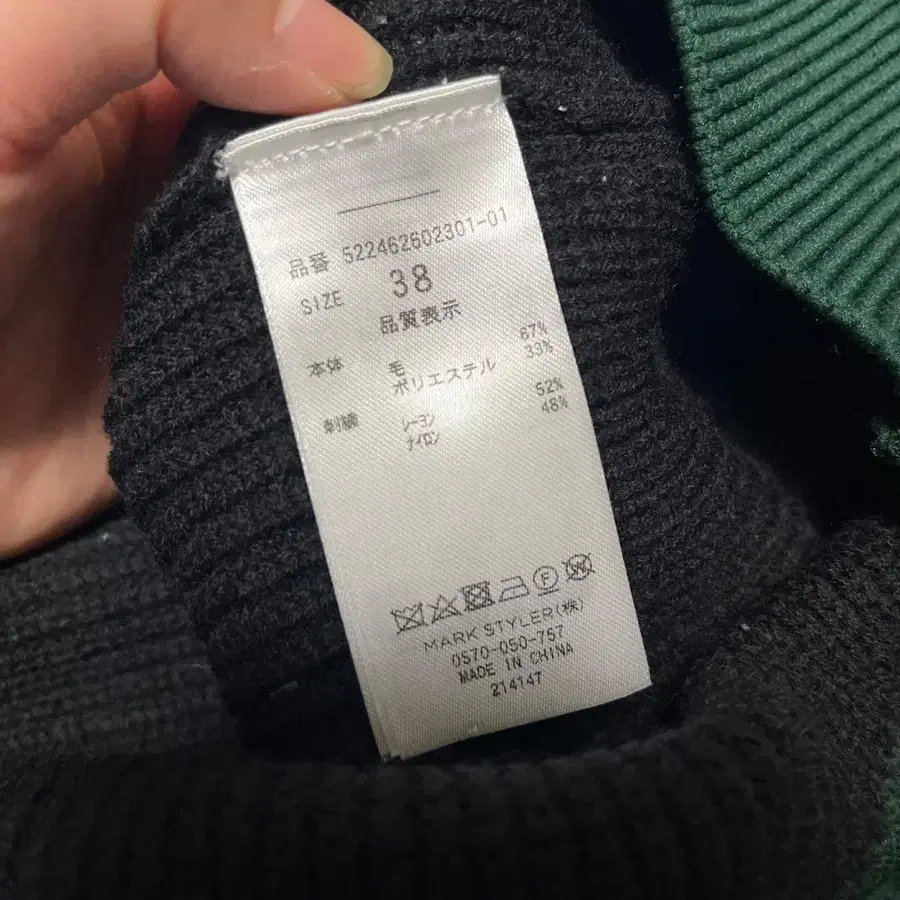 品番 522462602301-01
SIZE 38
品質表示
本体 毛 67%
ポリエステル 33%
刺繍 レーヨン 52%
ナイロン 48%
F W
MARK STYLER(株)
0570-050-757
MADE IN CHINA
214147